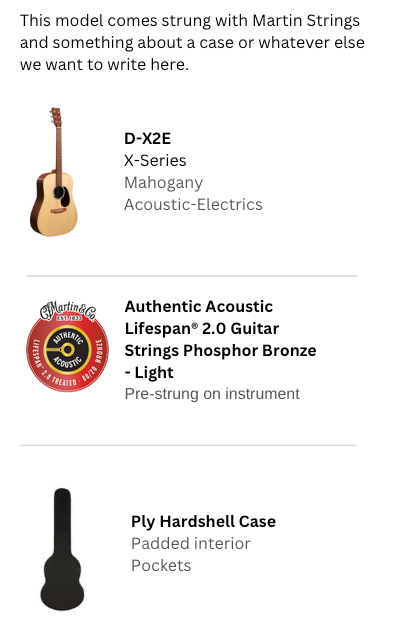 This model comes strung with Martin Strings
and something about a case or whatever else
we want to write here.
D-X2E
X-Series
Mahogany
Acoustic-Electrics
C.F. Martin & Co.
EST. 1833
AUTHENTIC
ACOUSTIC
LIFESPAN® 2.0 TREATED · 80/20 BRONZE
Authentic Acoustic
Lifespan® 2.0 Guitar
Strings Phosphor Bronze
- Light
Pre-strung on instrument
Ply Hardshell Case
Padded interior
Pockets